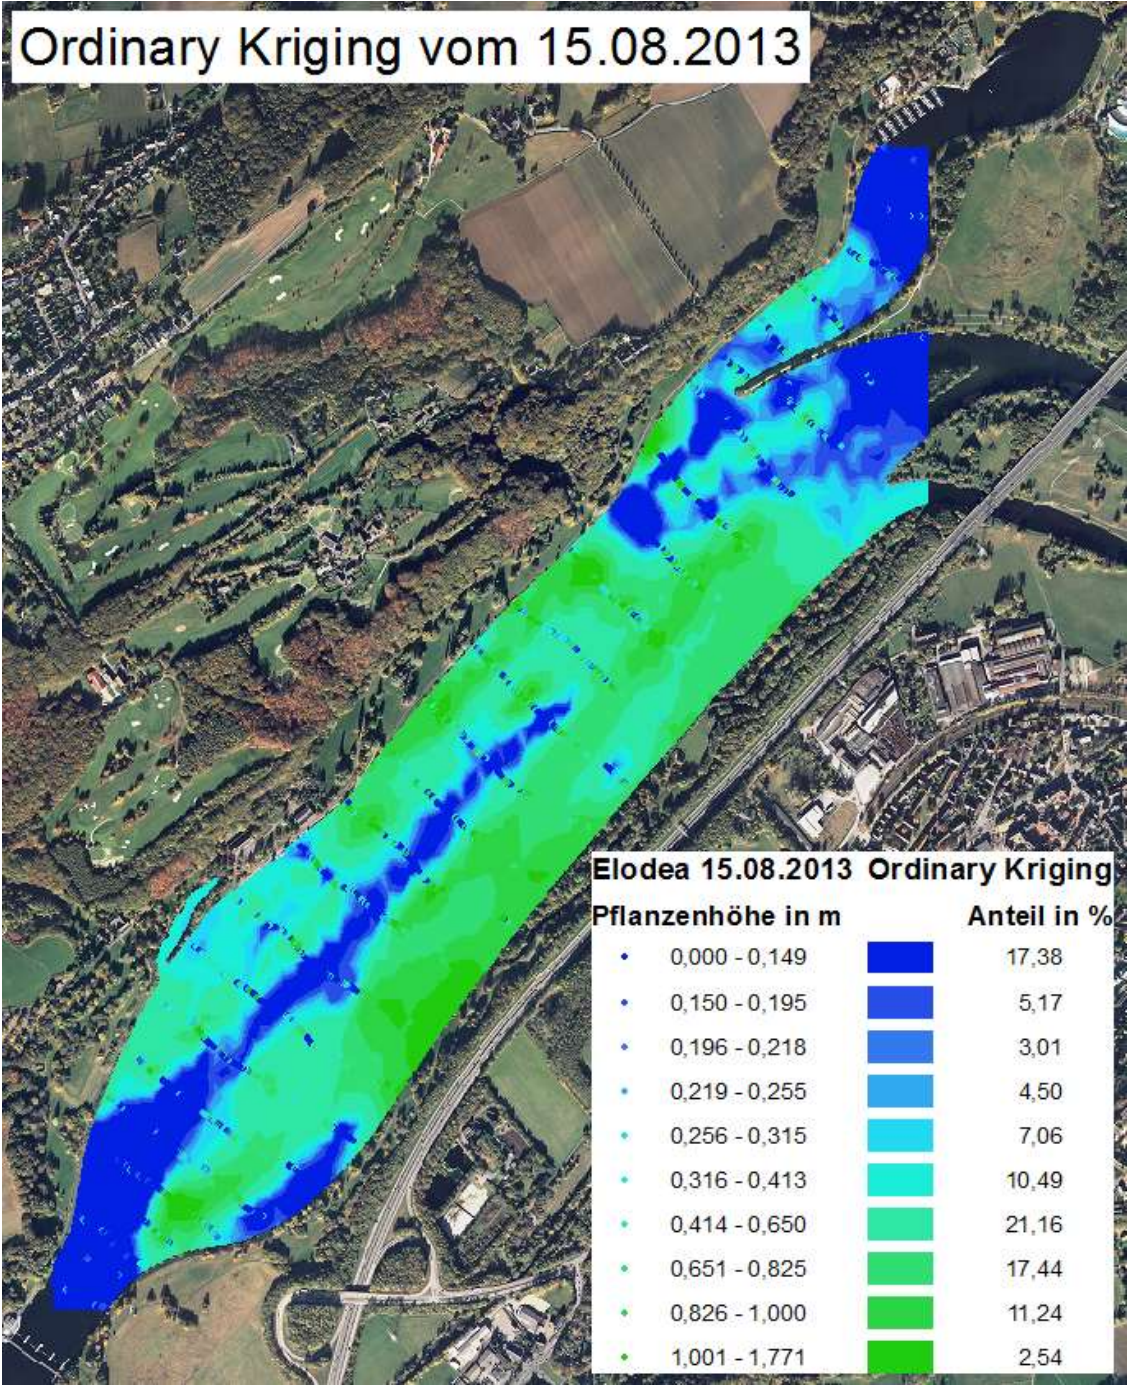 Ordinary Kriging vom 15.08.2013
Elodea 15.08.2013 Ordinary Kriging
Pflanzenhöhe in m Anteil in %
0,000 - 0,149 17,38
0,150 - 0,195 5,17
0,196 - 0,218 3,01
0,219 - 0,255 4,50
0,256 - 0,315 7,06
0,316 - 0,413 10,49
0,414 - 0,650 21,16
0,651 - 0,825 17,44
0,826 - 1,000 11,24
1,001 - 1,771 2,54